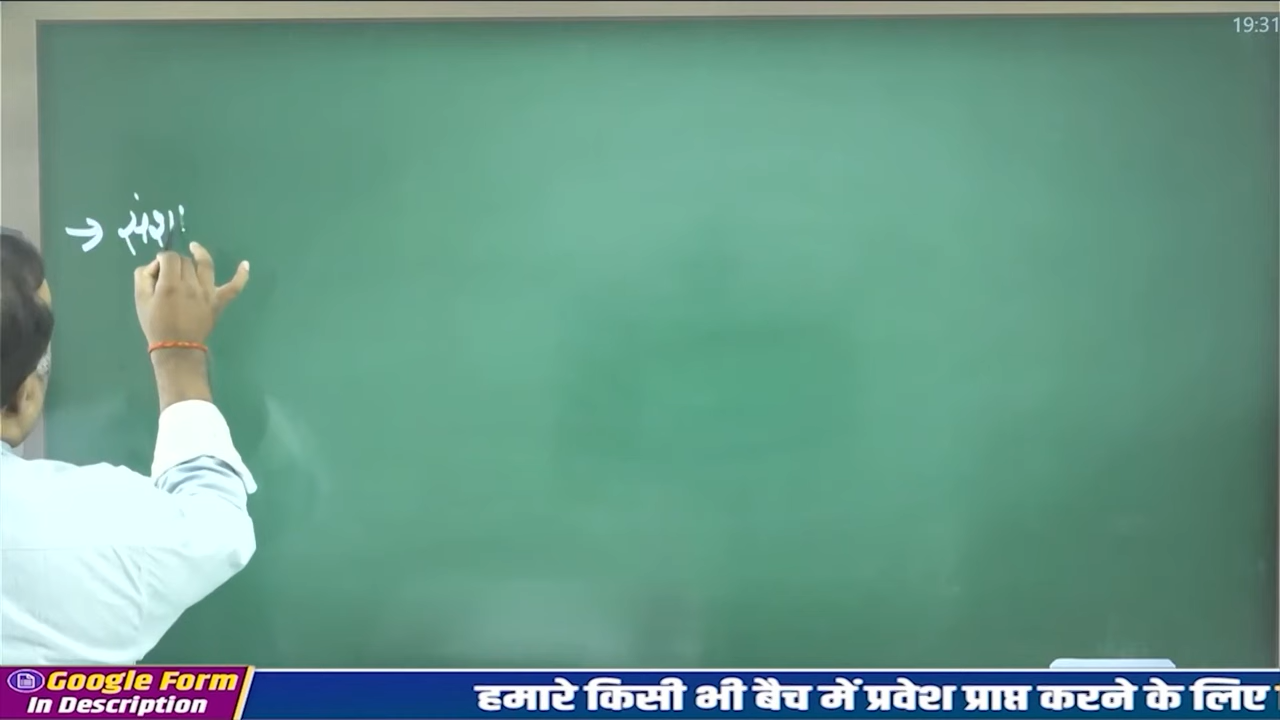 19:31
→
Google Form
In Description
हमारे किसी भी बैच में प्रवेश प्राप्त करने के लिए